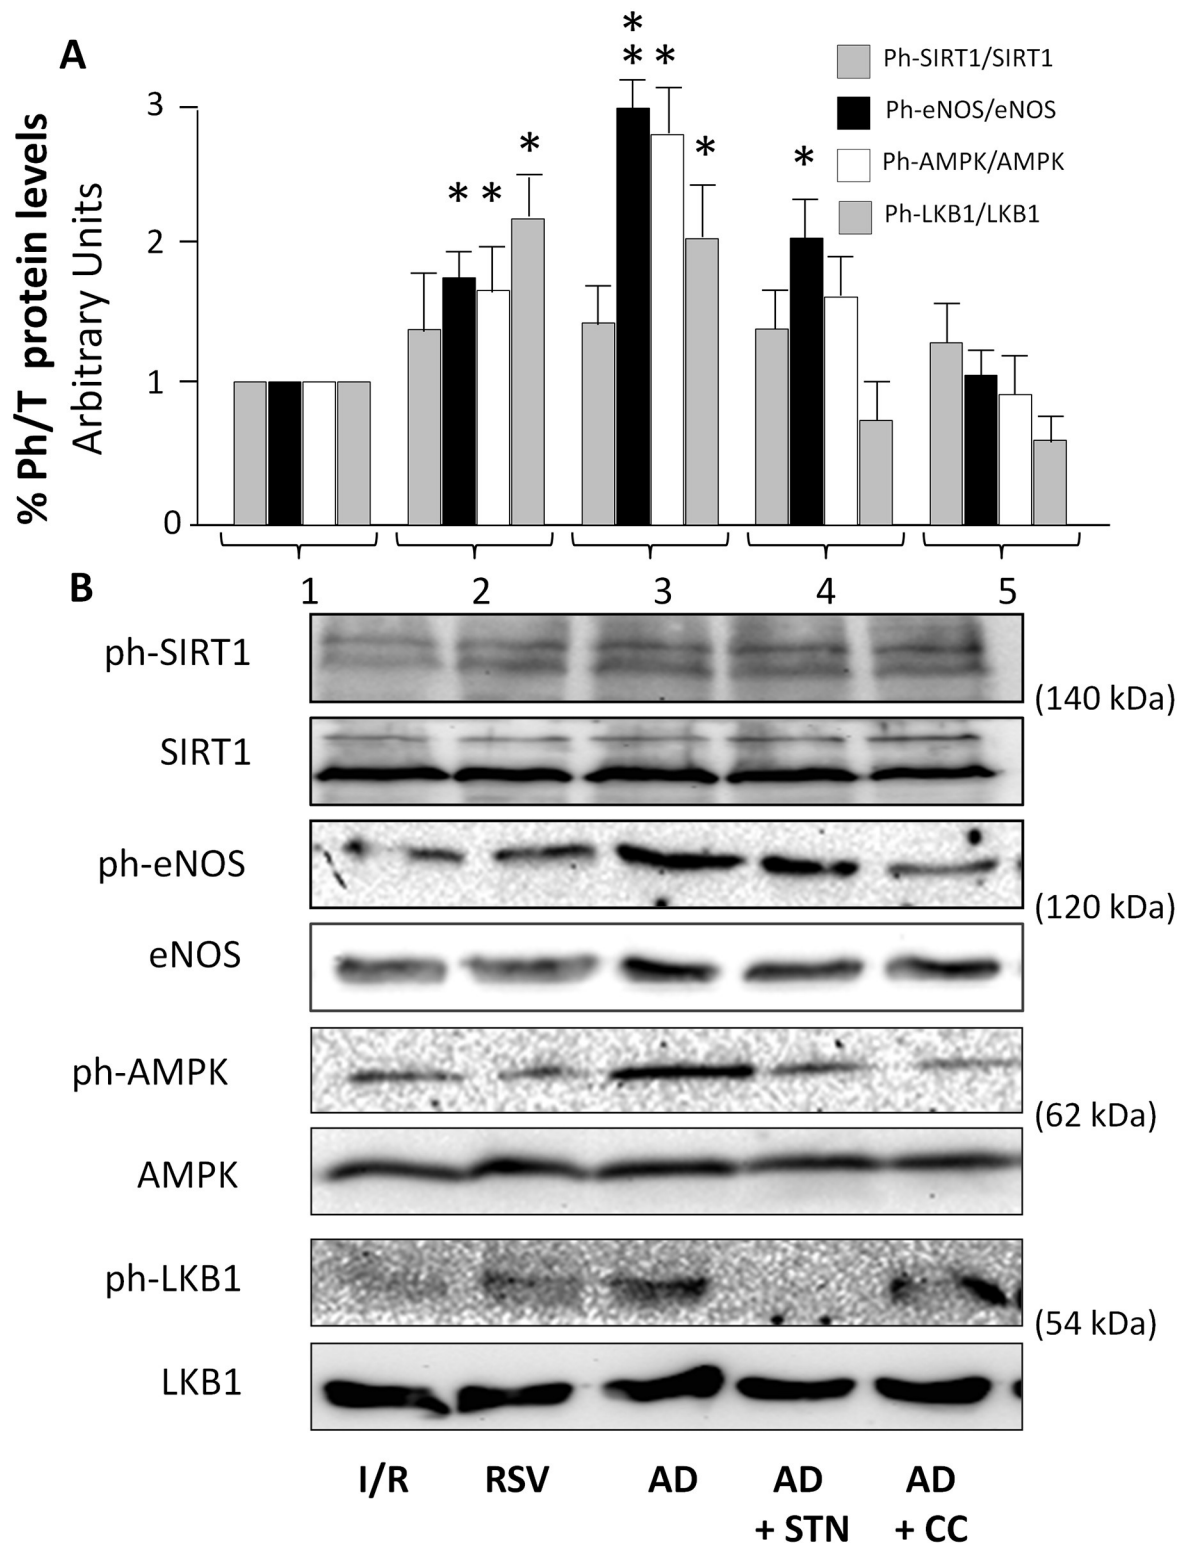 A
% Ph/T protein levels
Arbitrary Units
3
2
1
0
*
*
*
*
*
*
*
*
Ph-SIRT1/SIRT1
Ph-eNOS/eNOS
Ph-AMPK/AMPK
Ph-LKB1/LKB1
B
1 2 3 4 5
ph-SIRT1
(140 kDa)
SIRT1
ph-eNOS
(120 kDa)
eNOS
ph-AMPK
(62 kDa)
AMPK
ph-LKB1
(54 kDa)
LKB1
I/R RSV AD AD AD
+ STN + CC